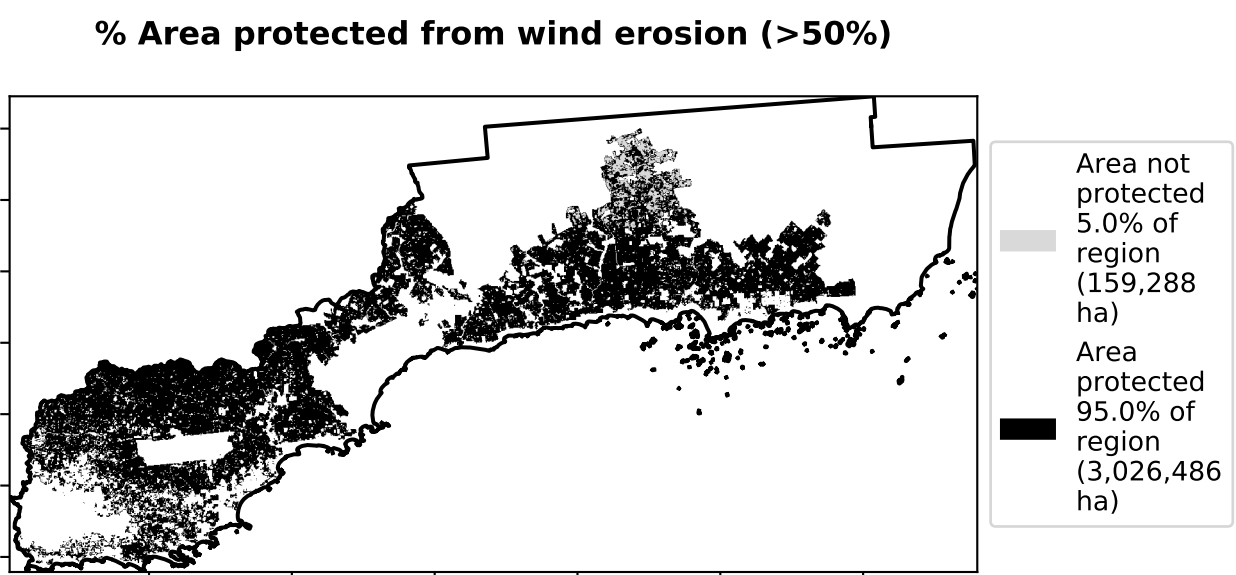 % Area protected from wind erosion (>50%)
Area not
protected
5.0% of
region
(159,288
ha)
Area
protected
95.0% of
region
(3,026,486
ha)